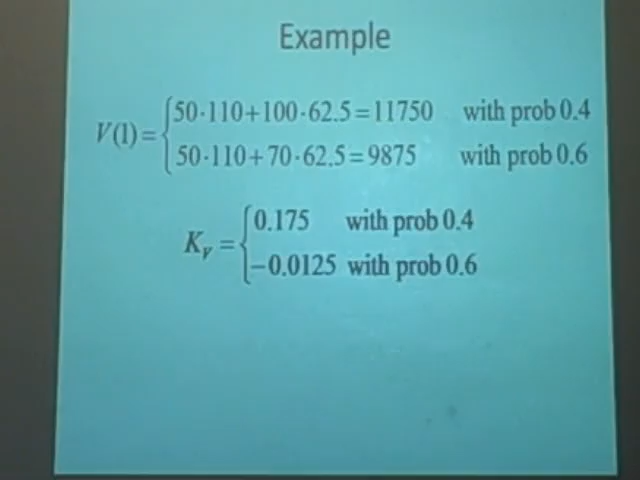 Example
V(1) = { 50·110+100·62.5=11750 with prob 0.4
50·110+70·62.5=9875 with prob 0.6
K_V = { 0.175 with prob 0.4
−0.0125 with prob 0.6